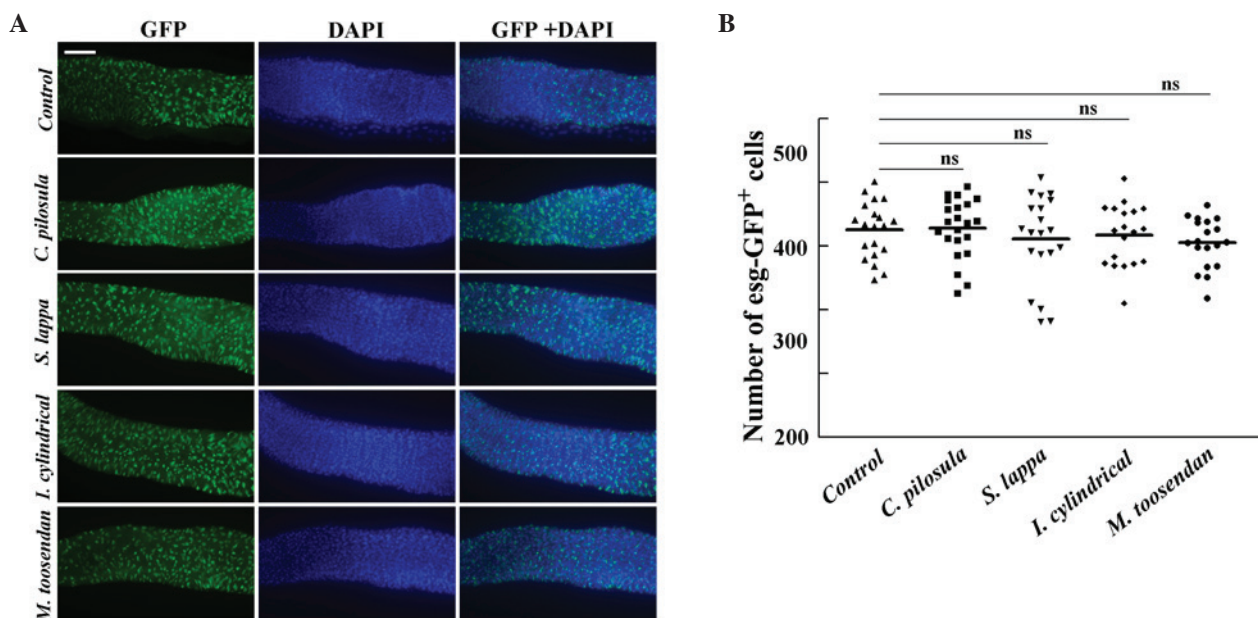 A
GFP
DAPI
GFP +DAPI
Control
C. pilosula
S. lappa
I. cylindrical
M. toosendan
B
ns
ns
ns
ns
Number of esg-GFP+ cells
500
400
300
200
Control
C. pilosula
S. lappa
I. cylindrical
M. toosendan